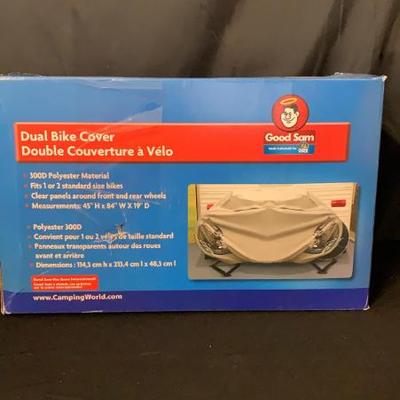 Good Sam
Dual Bike Cover
Double Couverture à Vélo
300D Polyester Material
Fits 1 or 2 standard size bikes
Clear panels around front and rear wheels
Measurements: 45" H x 84" W X 19" D
Polyester 300D
Convient pour 1 ou 2 vélos de taille standard
Panneaux transparents autour des roues
avant et arrière
Dimensions : 114,3 cm h x 213,4 cm l x 48,3 cm l
www.CampingWorld.com